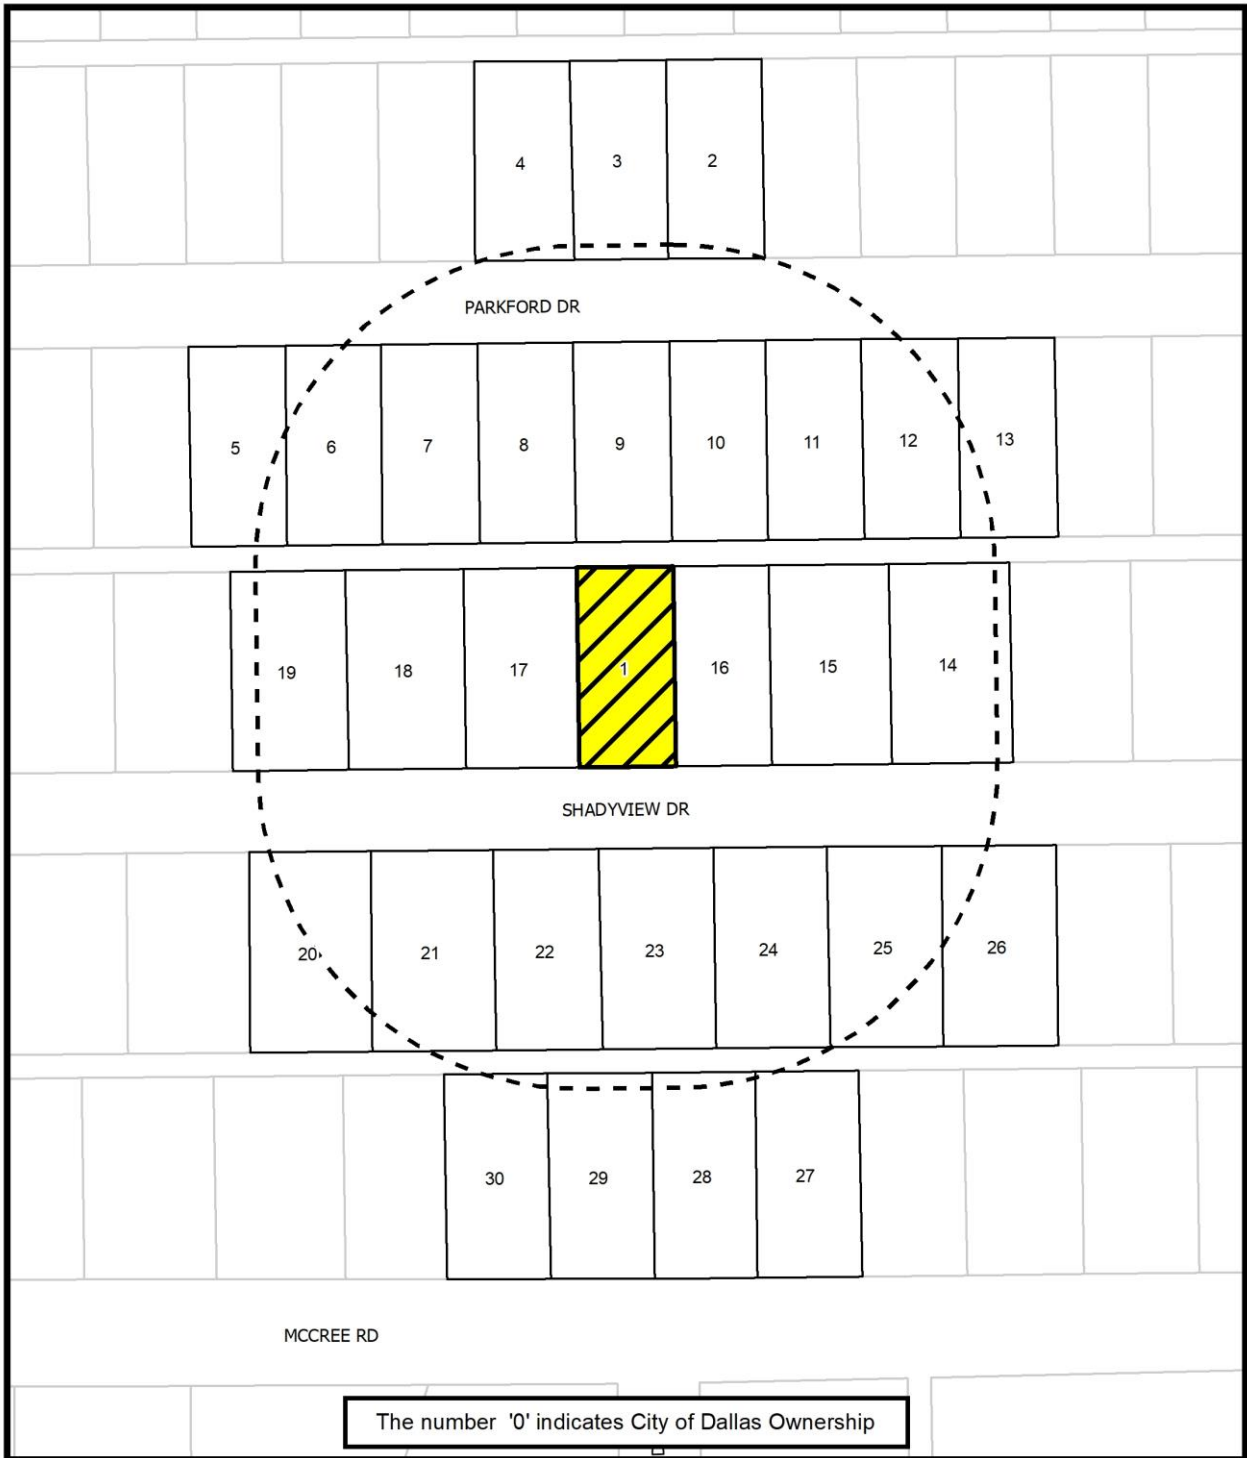 4 3 2
PARKFORD DR
5 6 7 8 9 10 11 12 13
19 18 17 1 16 15 14
SHADYVIEW DR
20 21 22 23 24 25 26
30 29 28 27
MCCREE RD
The number '0' indicates City of Dallas Ownership